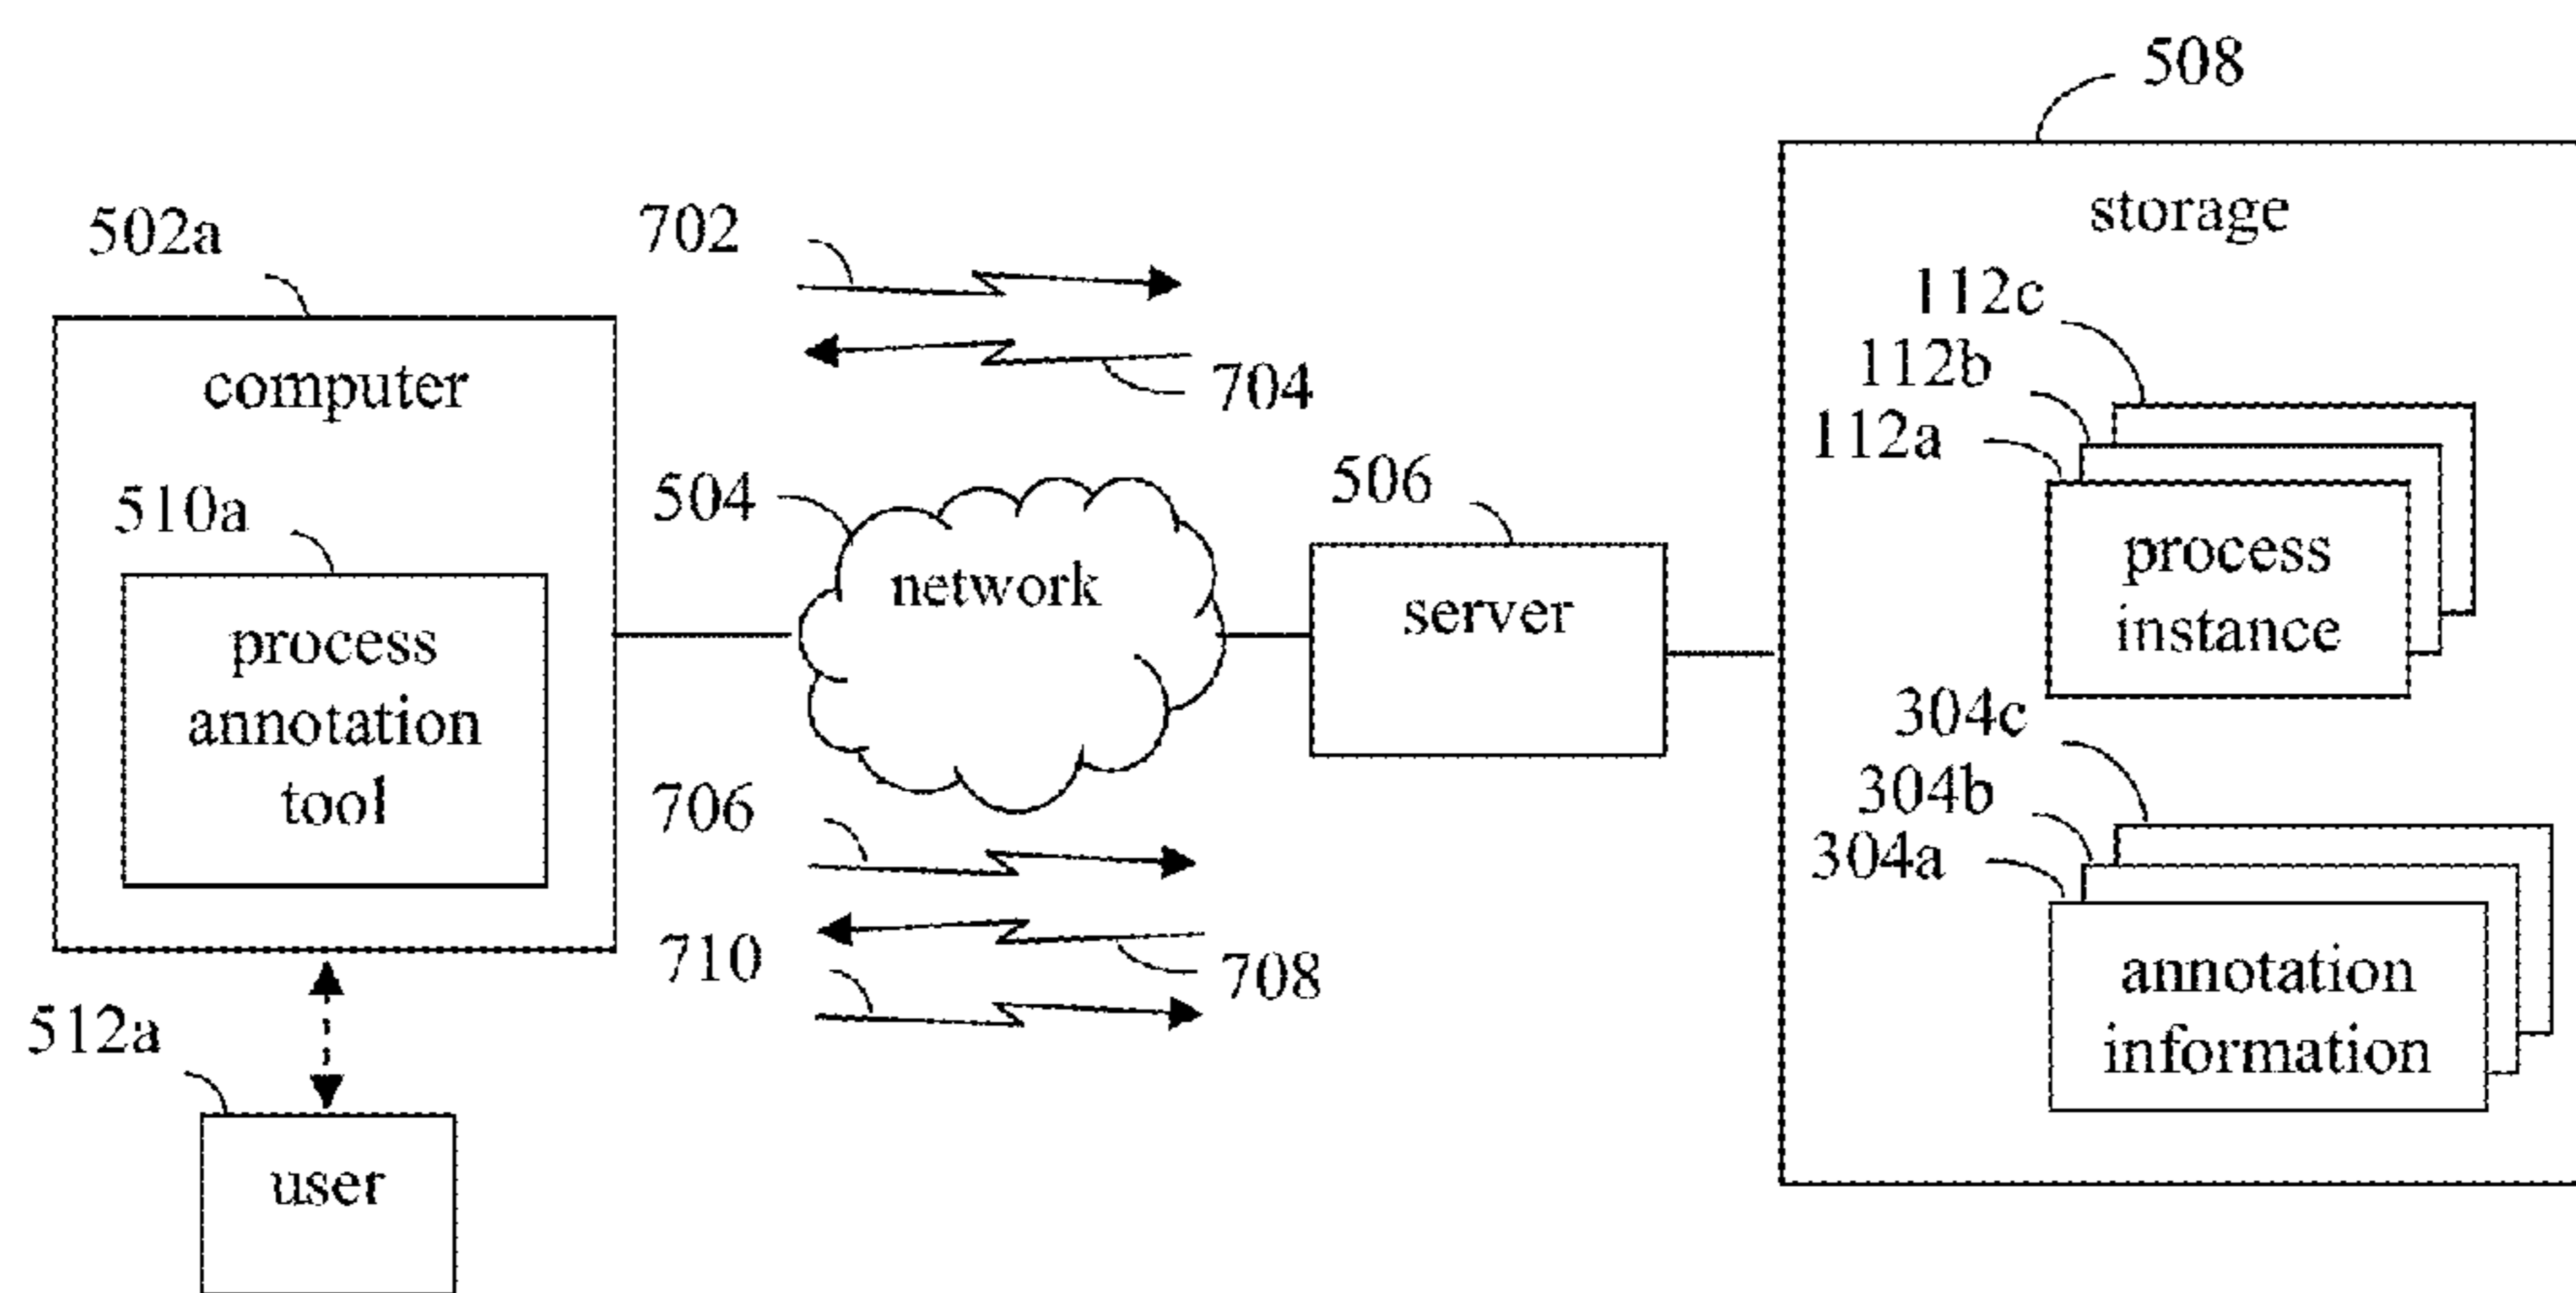 508
storage
502a
702
704
112c
112b
112a
computer
510a
504
506
process
annotation
tool
network
server
process
instance
706
710
708
304c
304b
304a
annotation
information
512a
user